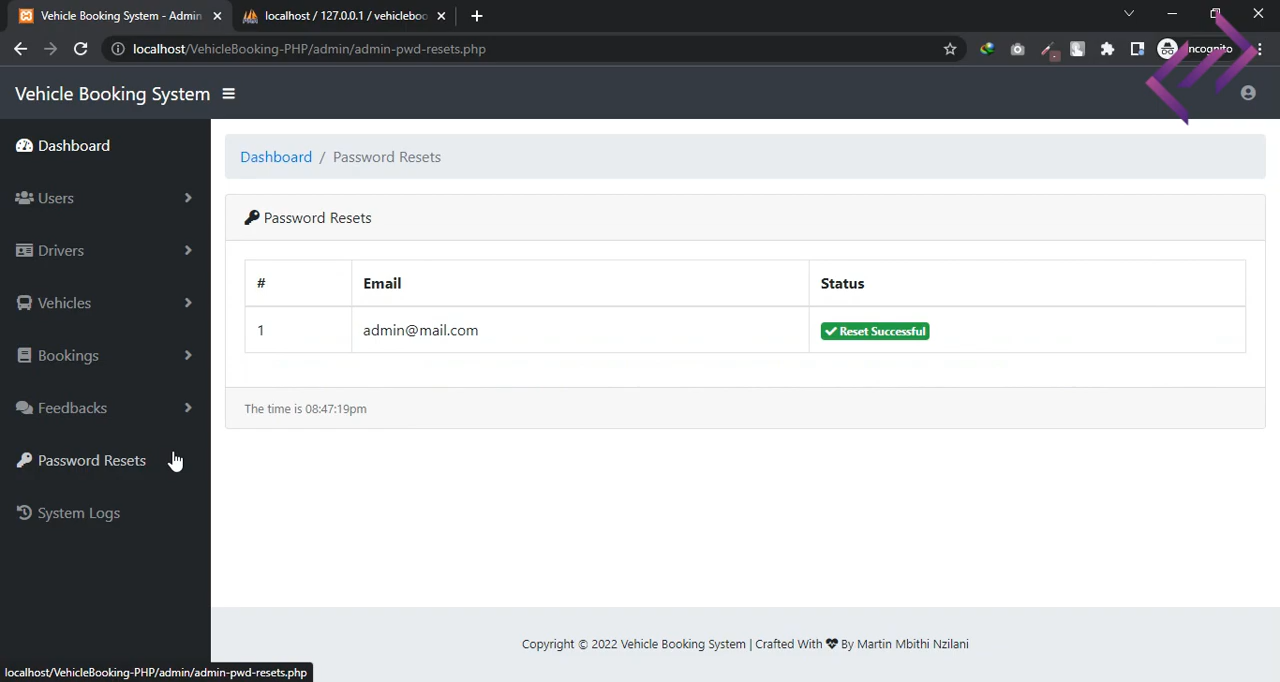 Vehicle Booking System - Admin
localhost / 127.0.0.1 / vehicleboo
localhost/VehicleBooking-PHP/admin/admin-pwd-resets.php
Incognito
Vehicle Booking System
Dashboard
Users
Drivers
Vehicles
Bookings
Feedbacks
Password Resets
System Logs
Dashboard / Password Resets
Password Resets
# Email Status
1 admin@mail.com Reset Successful
The time is 08:47:19pm
Copyright © 2022 Vehicle Booking System | Crafted With By Martin Mbithi Nzilani
localhost/VehicleBooking-PHP/admin/admin-pwd-resets.php